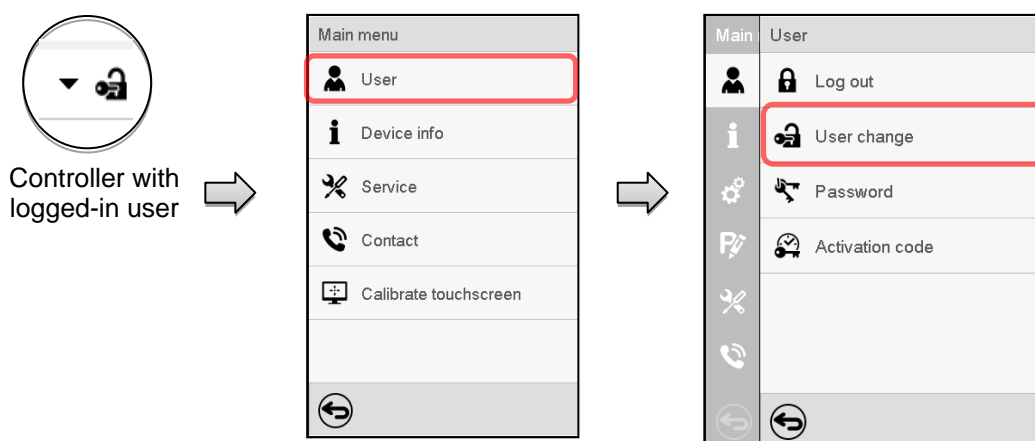 Controller with
logged-in user
Main menu
User
Device info
Service
Contact
Calibrate touchscreen
Main
User
Log out
User change
Password
Activation code